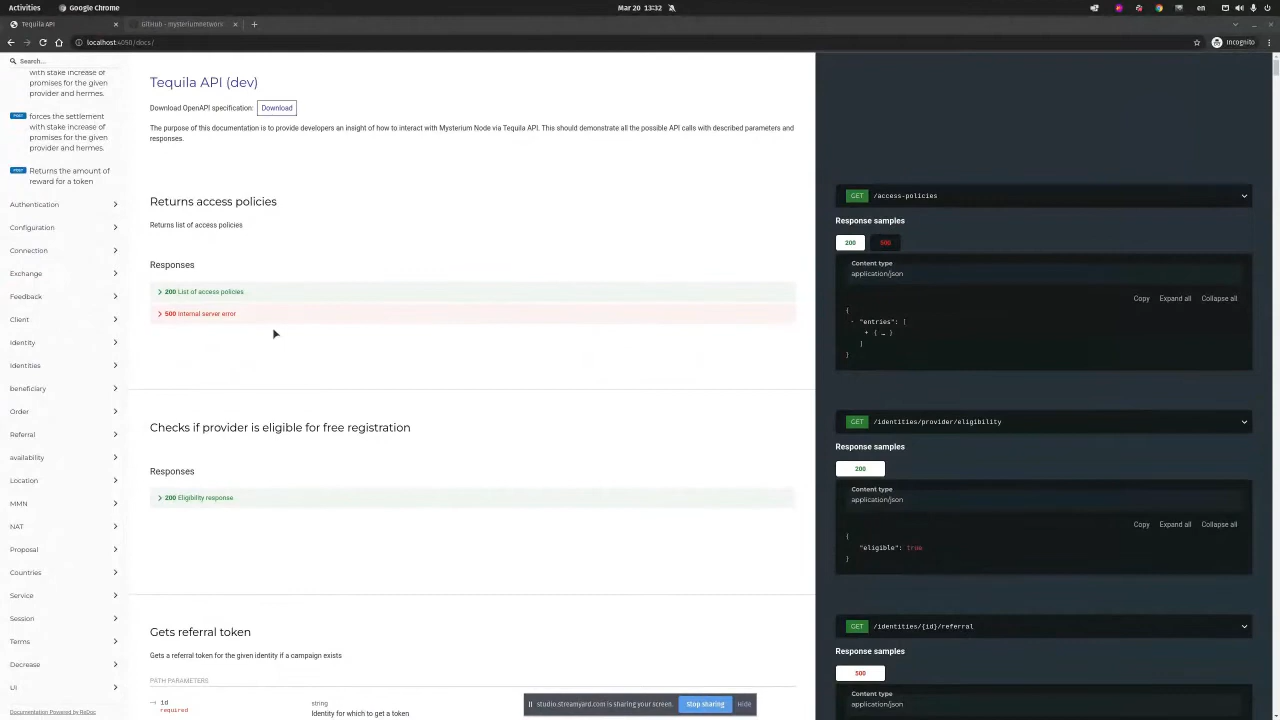 Activities
Google Chrome
Mar 20 13:32
en
Tequila API
GitHub - mysteriumnetwork
localhost:4050/docs/
Incognito
Search...
with stake increase of
promises for the given
provider and hermes.
POST forces the settlement
with stake increase of
promises for the given
provider and hermes.
POST Returns the amount of
reward for a token
Authentication
Configuration
Connection
Exchange
Feedback
Client
Identity
Identities
beneficiary
Order
Referral
availability
Location
MMN
NAT
Proposal
Countries
Service
Session
Terms
Decrease
UI
Documentation Powered by ReDoc
Tequila API (dev)
Download OpenAPI specification: Download
The purpose of this documentation is to provide developers an insight of how to interact with Mysterium Node via Tequila API. This should demonstrate all the possible API calls with described parameters and
responses.
Returns access policies
Returns list of access policies
Responses
200 List of access policies
500 Internal server error
Checks if provider is eligible for free registration
Responses
200 Eligibility response
Gets referral token
Gets a referral token for the given identity if a campaign exists
PATH PARAMETERS
id
required
string
Identity for which to get a token
GET /access-policies
Response samples
200 500
Content type
application/json
Copy Expand all Collapse all
{
- "entries": [
+ { … }
]
}
GET /identities/provider/eligibility
Response samples
200
Content type
application/json
Copy Expand all Collapse all
{
"eligible": true
}
GET /identities/{id}/referral
Response samples
500
Content type
application/json
studio.streamyard.com is sharing your screen. Stop sharing Hide